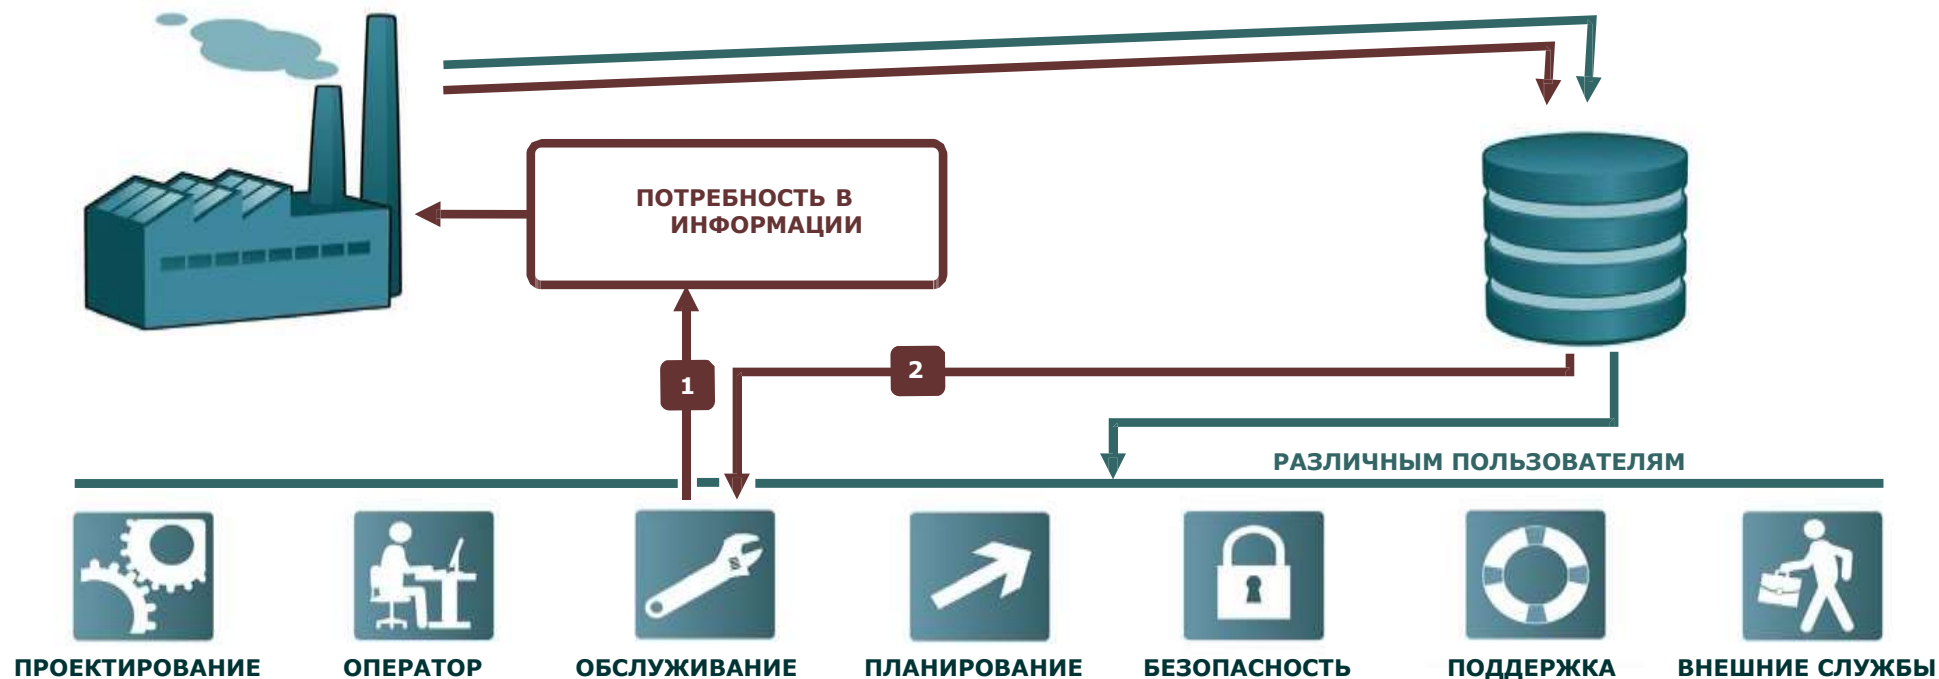 ПОТРЕБНОСТЬ В
ИНФОРМАЦИИ
1
2
РАЗЛИЧНЫМ ПОЛЬЗОВАТЕЛЯМ
ПРОЕКТИРОВАНИЕ
ОПЕРАТОР
ОБСЛУЖИВАНИЕ
ПЛАНИРОВАНИЕ
БЕЗОПАСНОСТЬ
ПОДДЕРЖКА
ВНЕШНИЕ СЛУЖБЫ